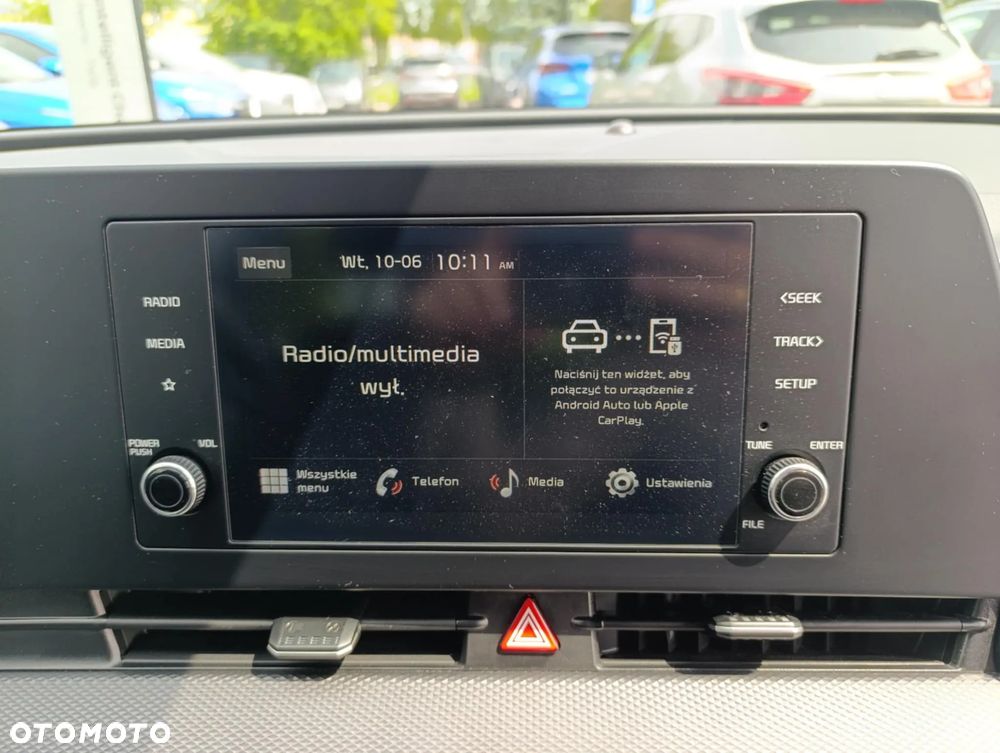 Menu
Wt, 10-06 10:11 AM
RADIO
MEDIA
POWER
PUSH
VOL
Radio/multimedia
wył.
Naciśnij ten widżet, aby
połączyć to urządzenie z
Android Auto lub Apple
CarPlay.
Wszystkie
menu
Telefon
Media
Ustawienia
<SEEK
TRACK>
SETUP
TUNE
ENTER
FILE
OTOMOTO